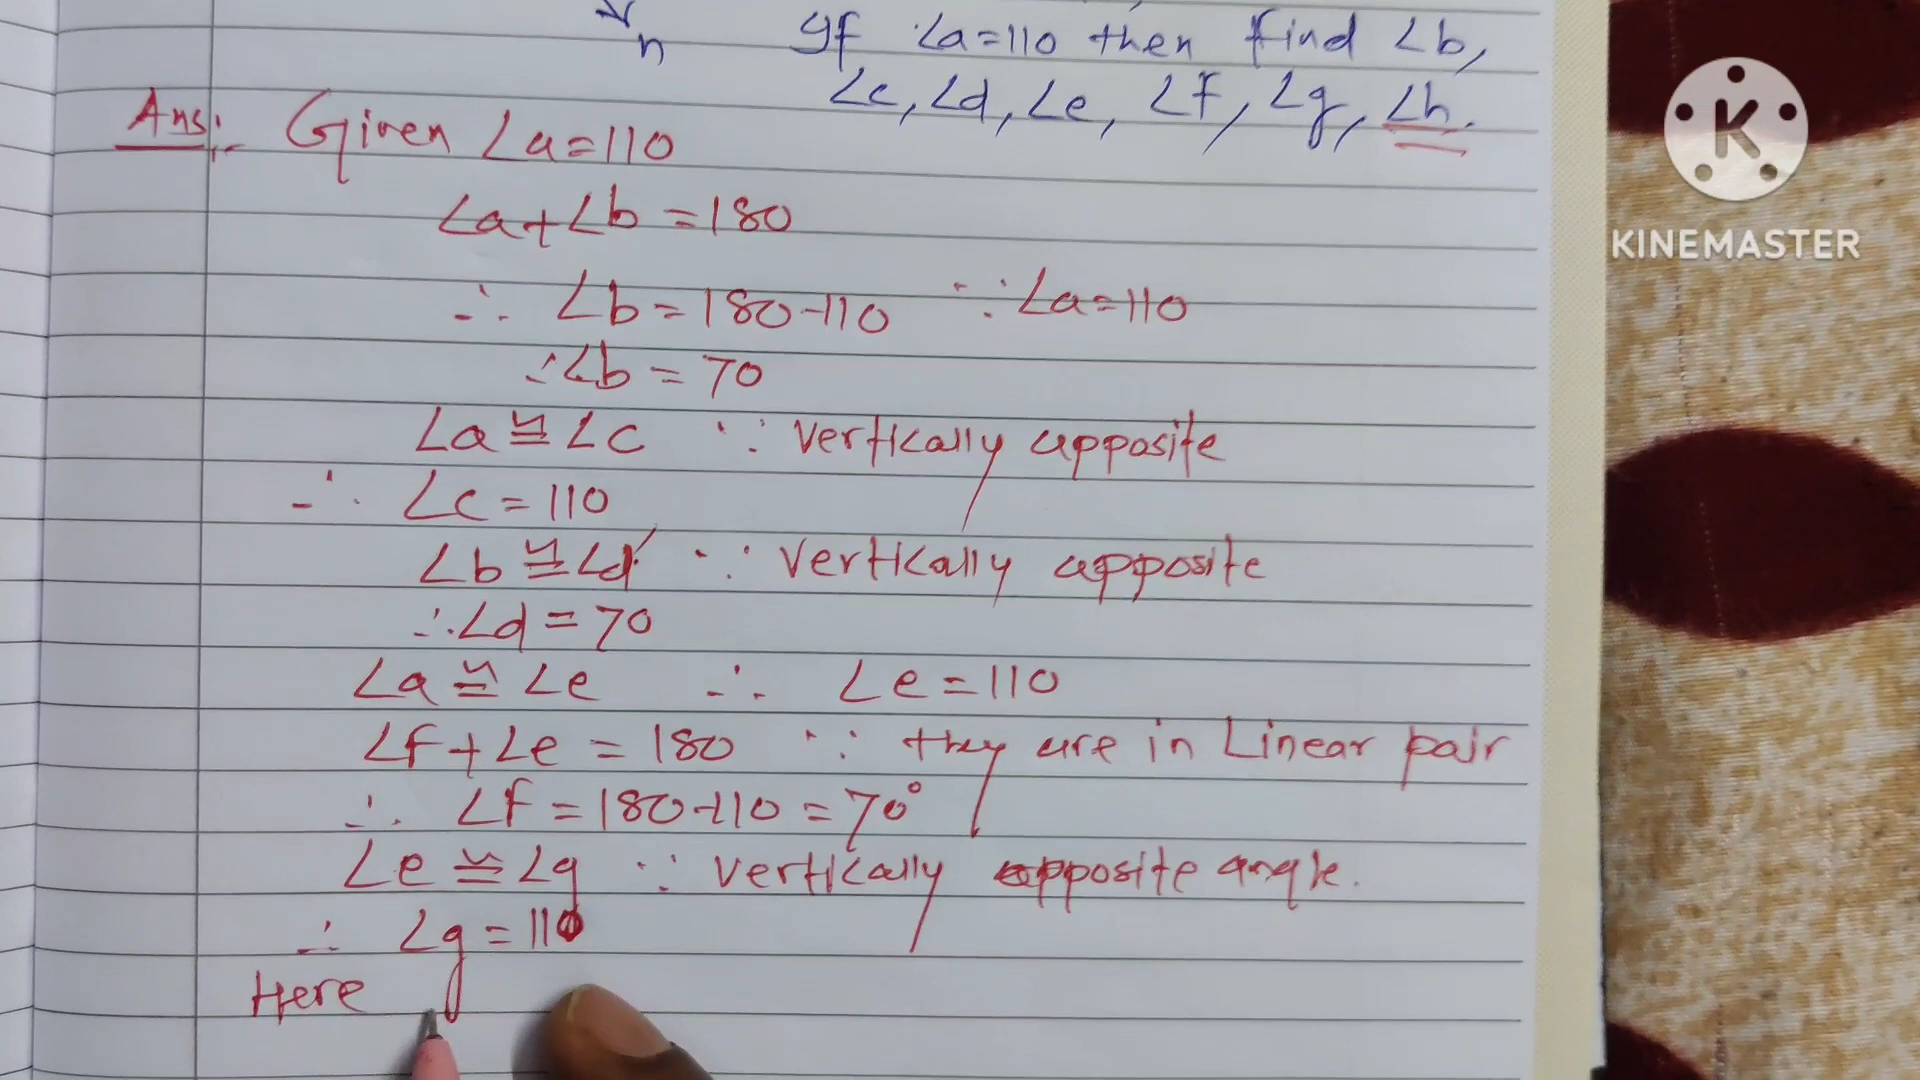 n
If ∠a=110 then find ∠b,
∠c, ∠d, ∠e, ∠f, ∠g, ∠h.
Ans:- Given ∠a=110
∠a+∠b=180
∴ ∠b=180-110 ∵ ∠a=110
∴∠b=70
∠a≅∠c ∵ vertically opposite
∴ ∠c=110
∠b≅∠d ∵ vertically opposite
∴∠d=70
∠a≅∠e ∴ ∠e=110
∠f+∠e=180 ∵ they are in Linear pair
∴ ∠f=180-110=70°
∠e≅∠g ∵ vertically opposite angle.
∴ ∠g=110
Here
K
KINEMASTER